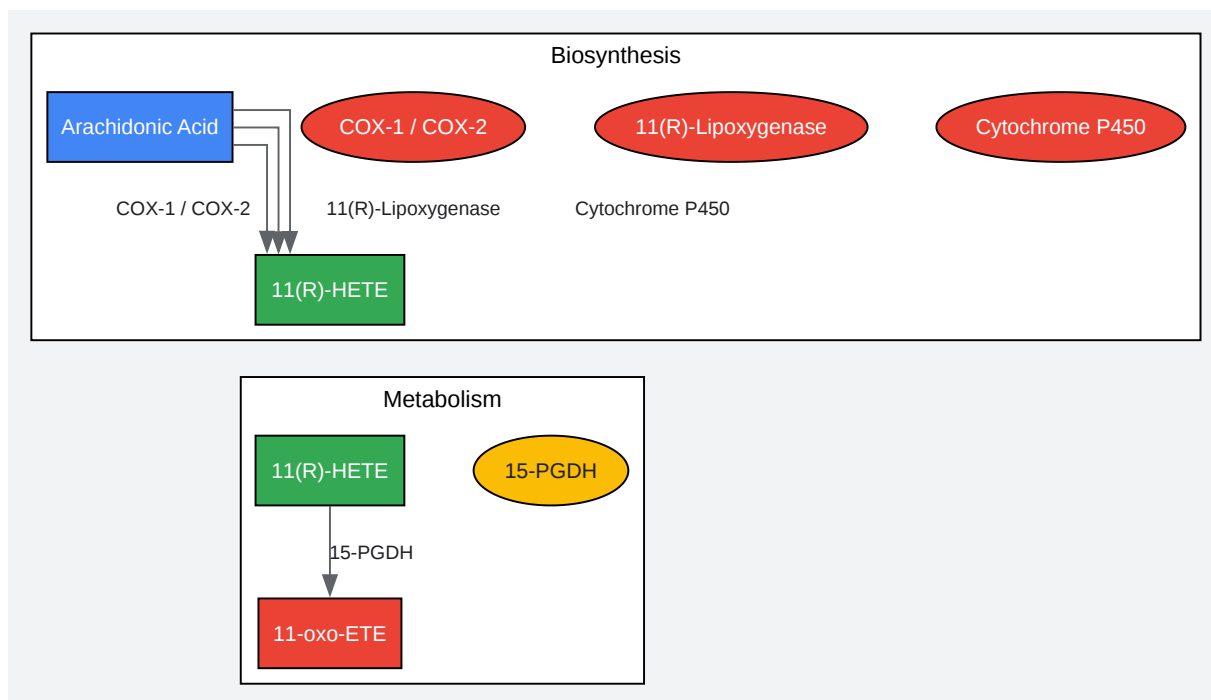 Biosynthesis
Arachidonic Acid
COX-1 / COX-2
11(R)-Lipoxygenase
Cytochrome P450
COX-1 / COX-2
11(R)-Lipoxygenase
Cytochrome P450
11(R)-HETE
Metabolism
11(R)-HETE
15-PGDH
15-PGDH
11-oxo-ETE